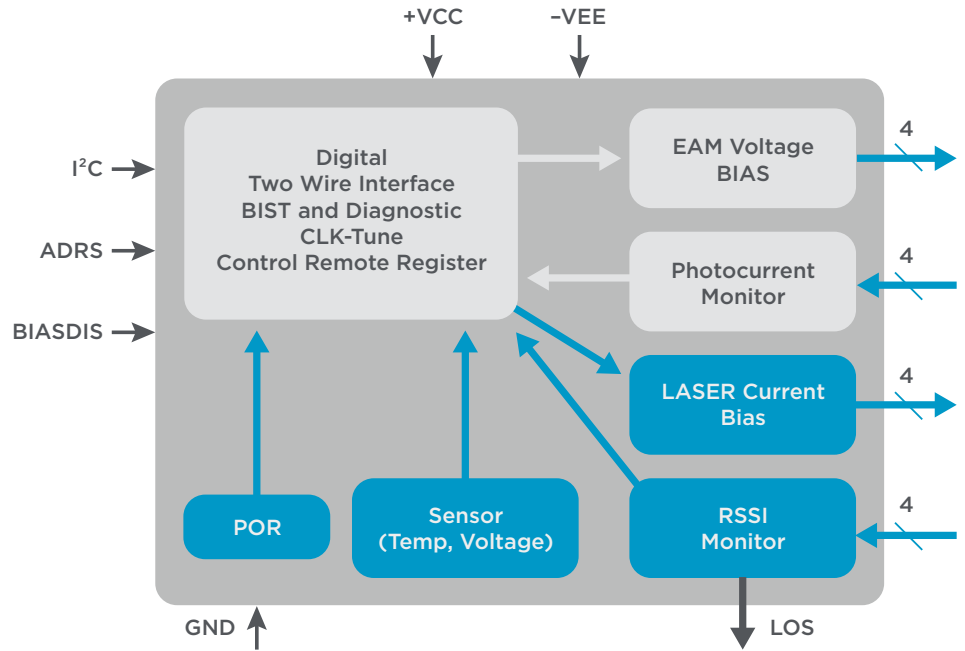 +VCC
–VEE
I²C
ADRS
BIASDIS
Digital
Two Wire Interface
BIST and Diagnostic
CLK-Tune
Control Remote Register
EAM Voltage
BIAS
4
Photocurrent
Monitor
4
LASER Current
Bias
4
POR
Sensor
(Temp, Voltage)
RSSI
Monitor
4
GND
LOS